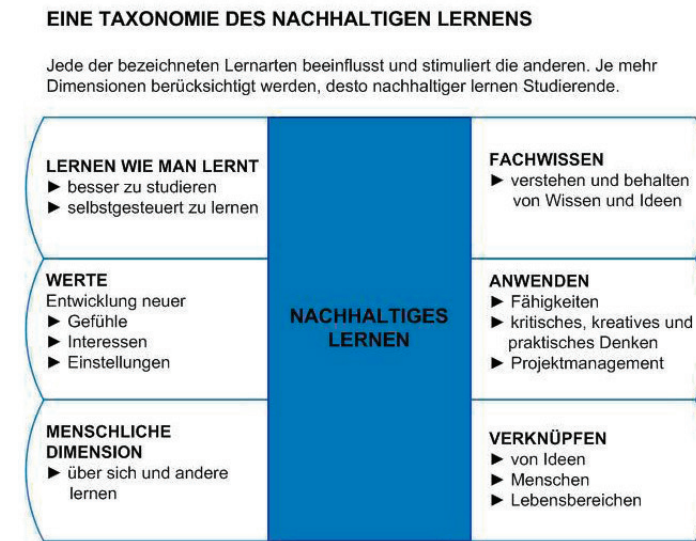 EINE TAXONOMIE DES NACHHALTIGEN LERNENS
Jede der bezeichneten Lernarten beeinflusst und stimuliert die anderen. Je mehr
Dimensionen berücksichtigt werden, desto nachhaltiger lernen Studierende.
LERNEN WIE MAN LERNT
► besser zu studieren
► selbstgesteuert zu lernen
WERTE
Entwicklung neuer
► Gefühle
► Interessen
► Einstellungen
MENSCHLICHE
DIMENSION
► über sich und andere
lernen
NACHHALTIGES
LERNEN
FACHWISSEN
► verstehen und behalten
von Wissen und Ideen
ANWENDEN
► Fähigkeiten
► kritisches, kreatives und
praktisches Denken
► Projektmanagement
VERKNÜPFEN
► von Ideen
► Menschen
► Lebensbereichen